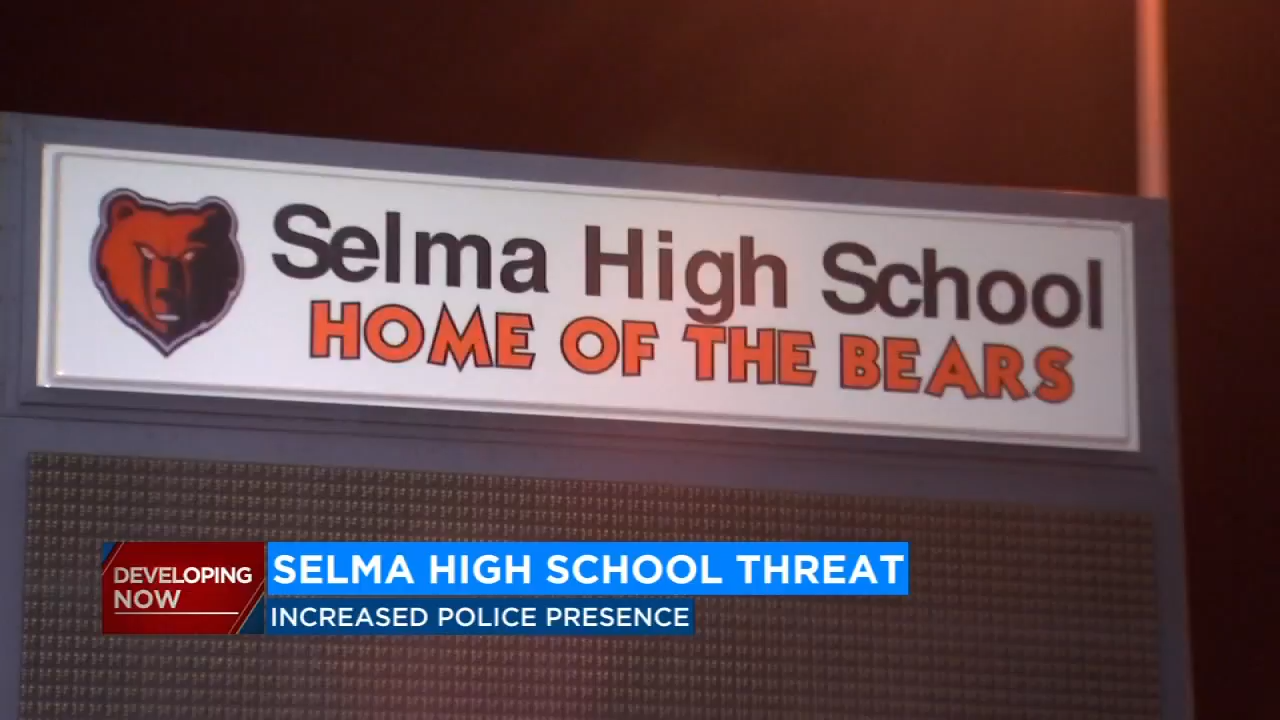 Selma High School
HOME OF THE BEARS
DEVELOPING
NOW
SELMA HIGH SCHOOL THREAT
INCREASED POLICE PRESENCE